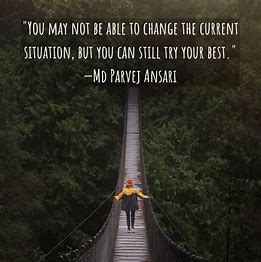 "You may not be able to change the current
situation, but you can still try your best."
—Md Parvej Ansari